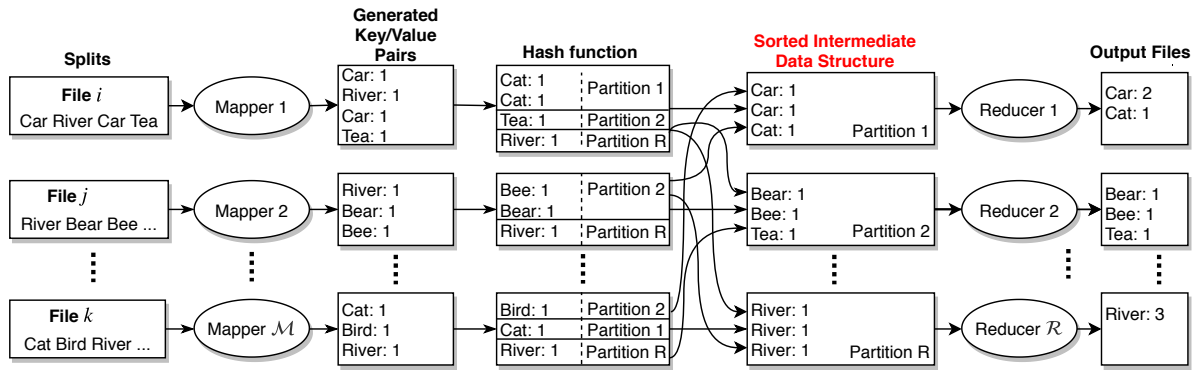 Splits
Generated
Key/Value
Pairs
Hash function
Sorted Intermediate
Data Structure
Output Files
File i
Car River Car Tea
Mapper 1
Car: 1
River: 1
Car: 1
Tea: 1
Cat: 1
Cat: 1
Partition 1
Tea: 1
Partition 2
River: 1
Partition R
Car: 1
Car: 1
Cat: 1
Partition 1
Reducer 1
Car: 2
Cat: 1
File j
River Bear Bee ...
Mapper 2
River: 1
Bear: 1
Bee: 1
Bee: 1
Bear: 1
Partition 2
River: 1
Partition R
Bear: 1
Bee: 1
Tea: 1
Partition 2
Reducer 2
Bear: 1
Bee: 1
Tea: 1
File k
Cat Bird River ...
Mapper M
Cat: 1
Bird: 1
River: 1
Bird: 1
Partition 2
Cat: 1
Partition 1
River: 1
Partition R
River: 1
River: 1
River: 1
Partition R
Reducer R
River: 3